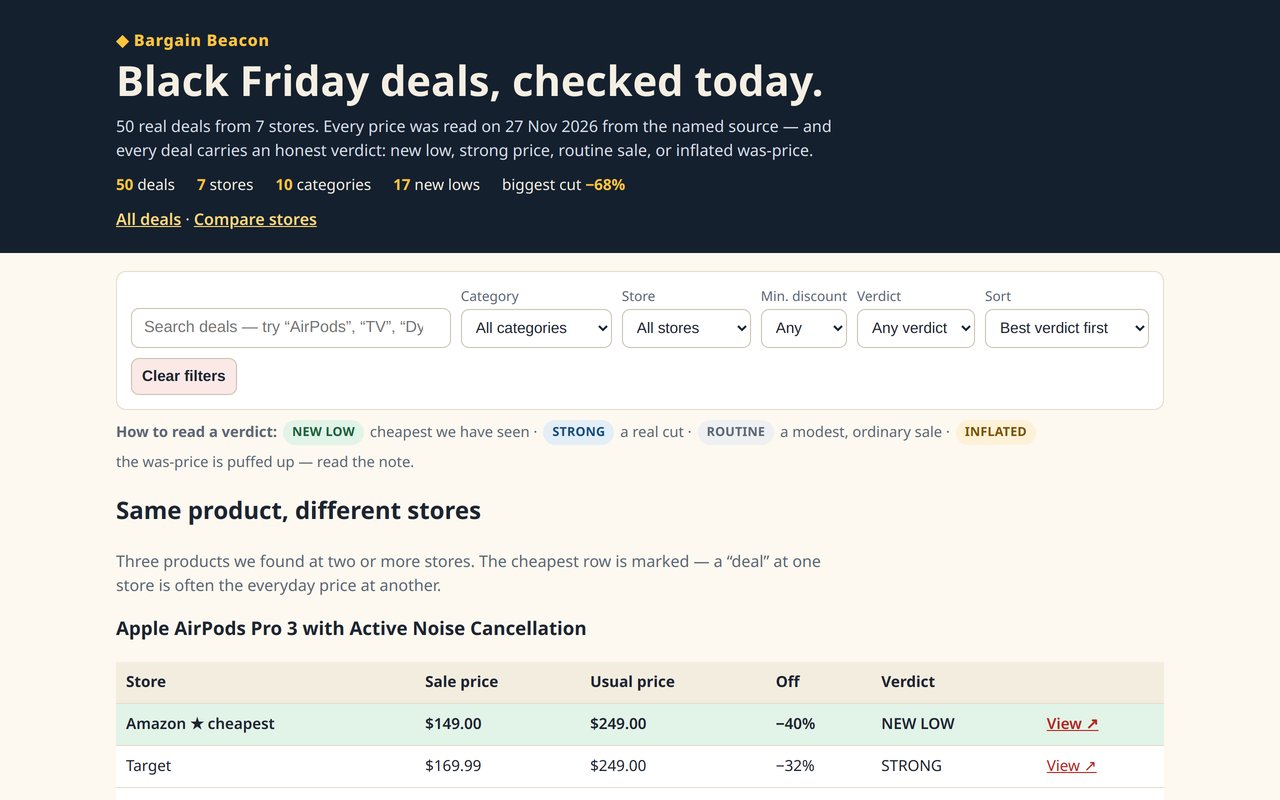 ◆ Bargain Beacon
Black Friday deals, checked today.
50 real deals from 7 stores. Every price was read on 27 Nov 2026 from the named source — and
every deal carries an honest verdict: new low, strong price, routine sale, or inflated was-price.
50 deals 7 stores 10 categories 17 new lows biggest cut −68%
All deals · Compare stores
Category Store Min. discount Verdict Sort
Search deals — try “AirPods”, “TV”, “Dy All categories All stores Any Any verdict Best verdict first
Clear filters
How to read a verdict: NEW LOW cheapest we have seen · STRONG a real cut · ROUTINE a modest, ordinary sale · INFLATED
the was-price is puffed up — read the note.
Same product, different stores
Three products we found at two or more stores. The cheapest row is marked — a “deal” at one
store is often the everyday price at another.
Apple AirPods Pro 3 with Active Noise Cancellation
Store Sale price Usual price Off Verdict
Amazon ★ cheapest $149.00 $249.00 −40% NEW LOW View ↗
Target $169.99 $249.00 −32% STRONG View ↗